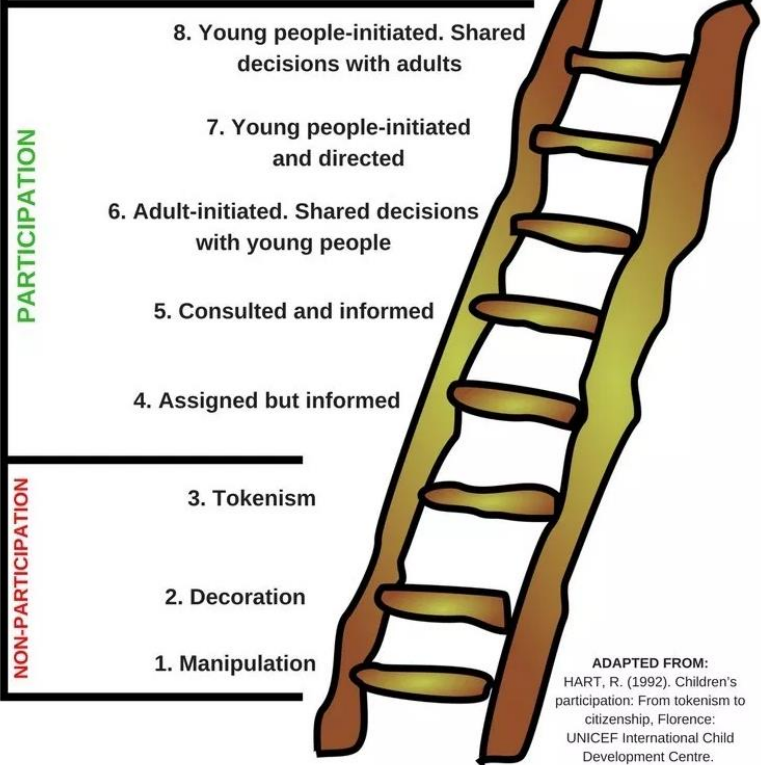 8. Young people-initiated. Shared
decisions with adults
7. Young people-initiated
and directed
6. Adult-initiated. Shared decisions
with young people
5. Consulted and informed
4. Assigned but informed
PARTICIPATION
3. Tokenism
2. Decoration
1. Manipulation
NON-PARTICIPATION
ADAPTED FROM:
HART, R. (1992). Children's
participation: From tokenism to
citizenship, Florence:
UNICEF International Child
Development Centre.